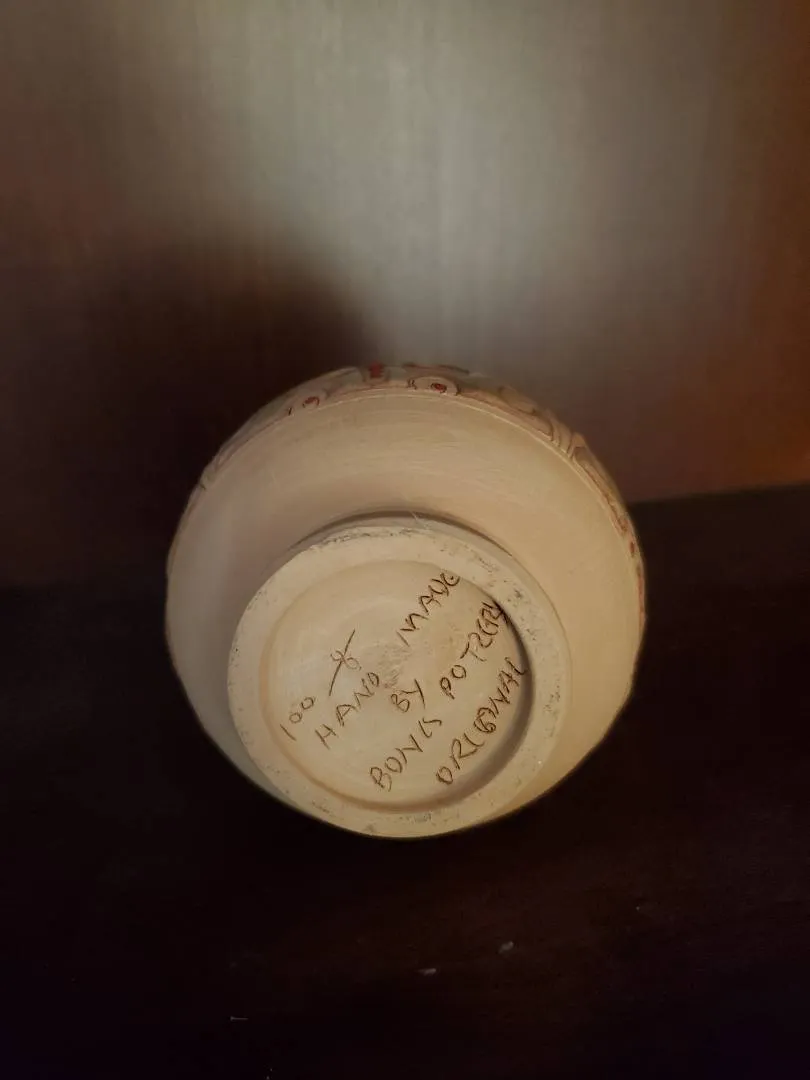 100 %
HAND MADE
BY
BONIS POTTERY
ORIGINAL